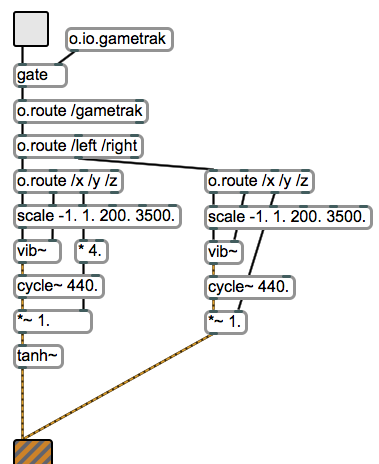 o.io.gametrak
gate
o.route /gametrak
o.route /left /right
o.route /x /y /z
o.route /x /y /z
scale -1. 1. 200. 3500.
scale -1. 1. 200. 3500.
vib~
* 4.
vib~
cycle~ 440.
cycle~ 440.
*~ 1.
*~ 1.
tanh~